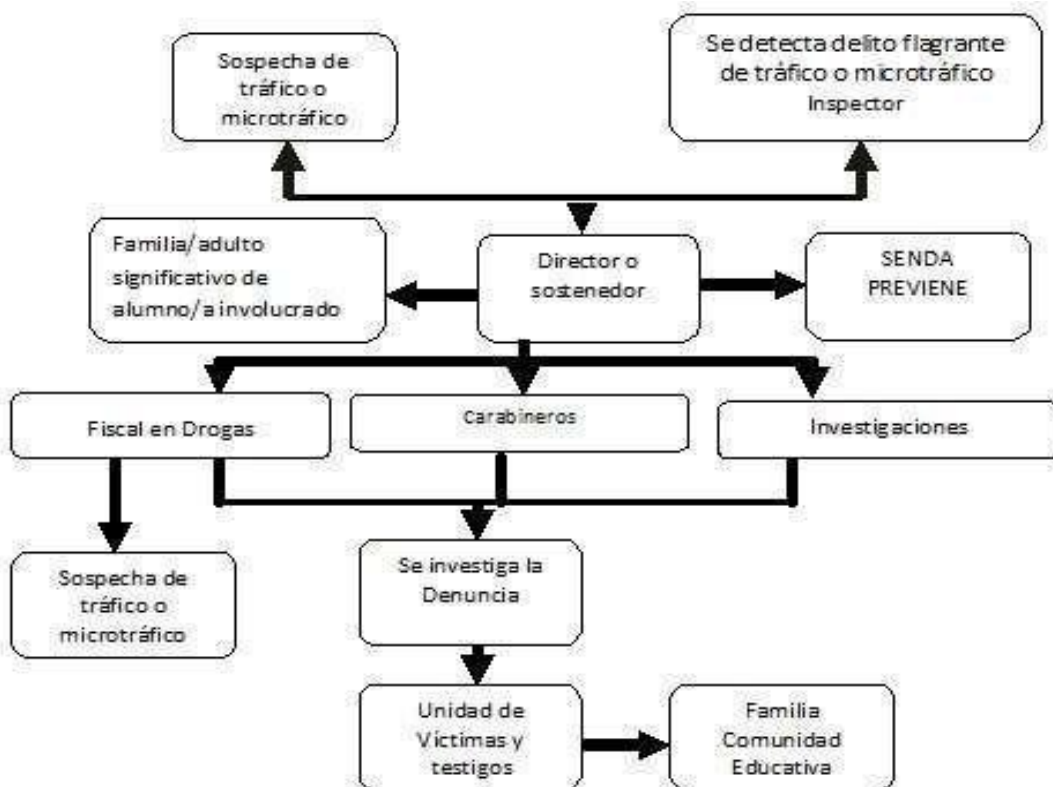 Sospecha de
tráfico o
microtráfico
Se detecta delito flagrante
de tráfico o microtráfico
Inspector
Familia/adulto
significativo de
alumno/a involucrado
Director o
sostenedor
SENDA
PREVIENE
Fiscal en Drogas
Carabineros
Investigaciones
Sospecha de
tráfico o
microtráfico
Se investiga la
Denuncia
Unidad de
Víctimas y
testigos
Familia
Comunidad
Educativa